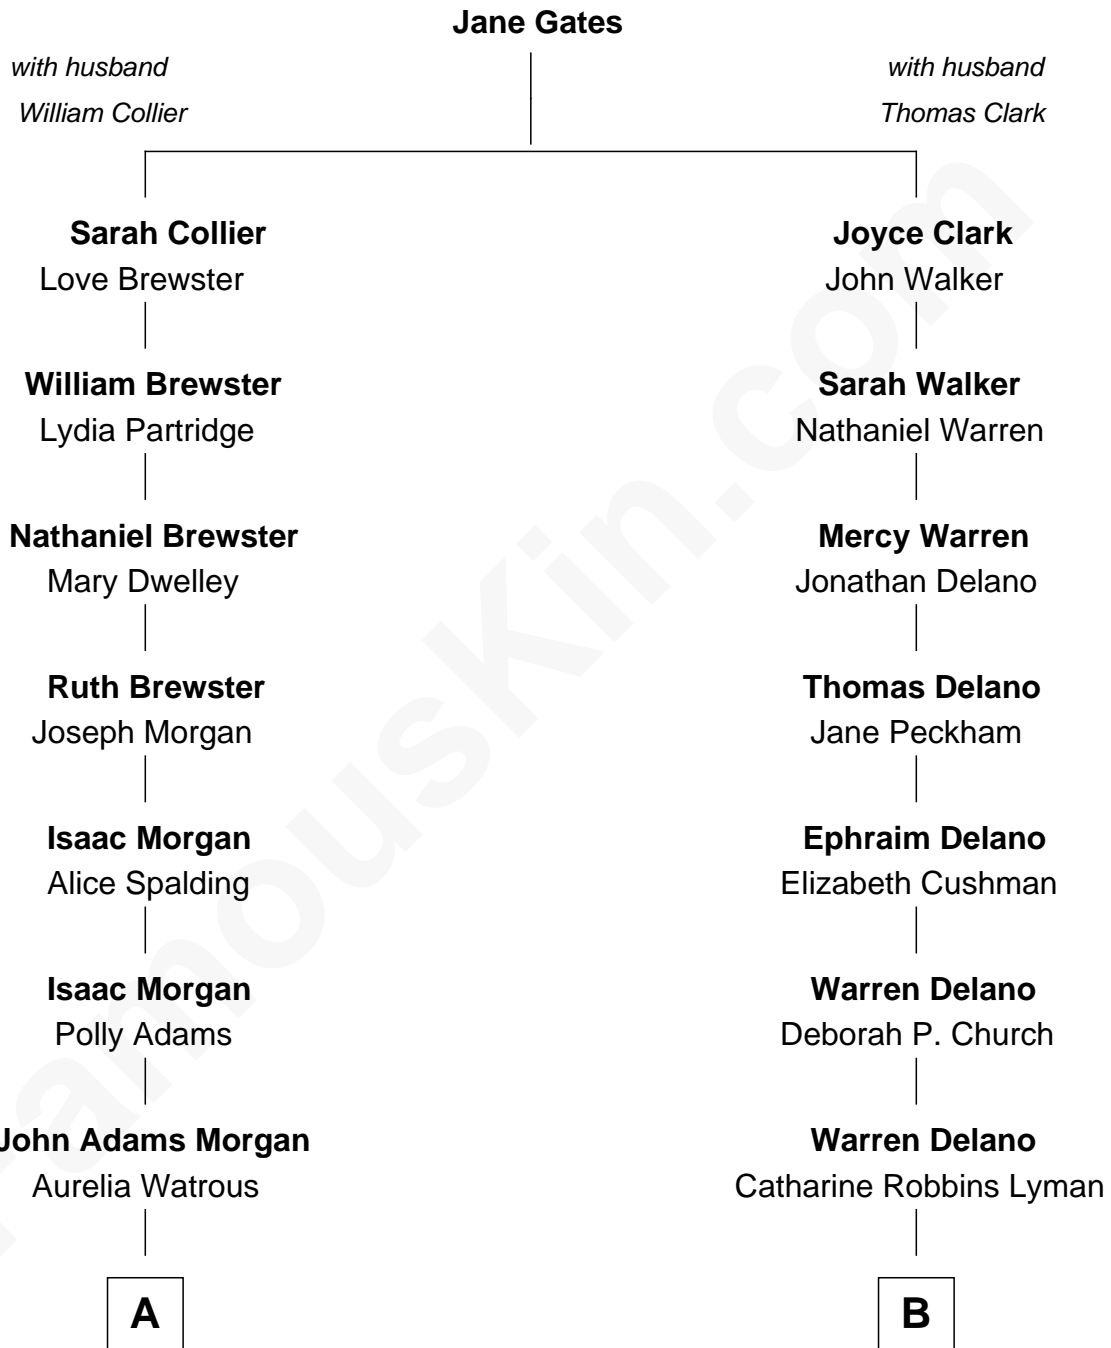 Jane Gates
with husband
William Collier
with husband
Thomas Clark
Sarah Collier
Love Brewster
Joyce Clark
John Walker
William Brewster
Lydia Partridge
Sarah Walker
Nathaniel Warren
Nathaniel Brewster
Mary Dwelley
Mercy Warren
Jonathan Delano
Ruth Brewster
Joseph Morgan
Thomas Delano
Jane Peckham
Isaac Morgan
Alice Spalding
Ephraim Delano
Elizabeth Cushman
Isaac Morgan
Polly Adams
Warren Delano
Deborah P. Church
John Adams Morgan
Aurelia Watrous
Warren Delano
Catharine Robbins Lyman
A
B
FamousKin.com